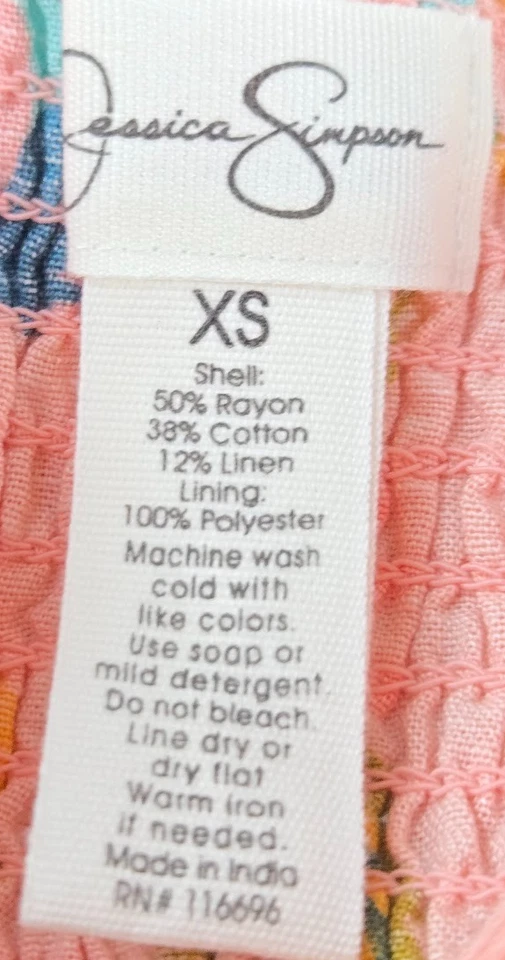 Jessica Simpson
XS
Shell:
50% Rayon
38% Cotton
12% Linen
Lining:
100% Polyester
Machine wash
cold with
like colors.
Use soap or
mild detergent.
Do not bleach.
Line dry or
dry flat
Warm iron
if needed.
Made in India
RN# 116696